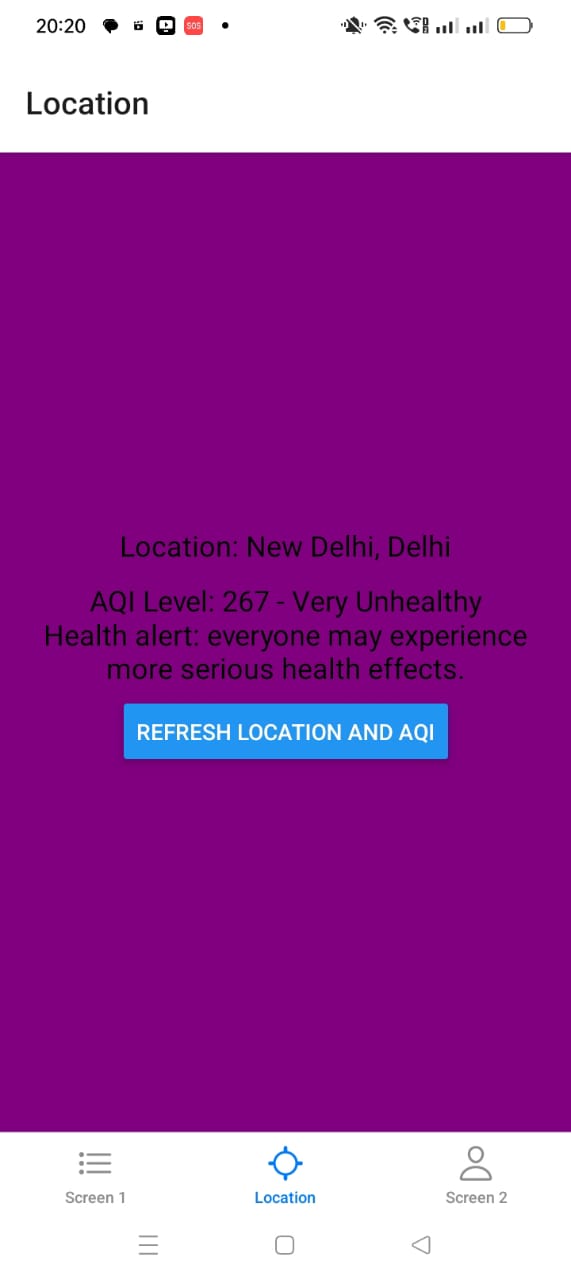 20:20
SOS
Location
Location: New Delhi, Delhi
AQI Level: 267 - Very Unhealthy
Health alert: everyone may experience
more serious health effects.
REFRESH LOCATION AND AQI
Screen 1
Location
Screen 2